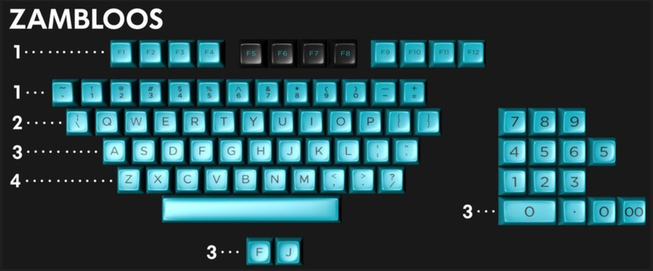 ZAMBLOOS
1 F1 F2 F3 F4 F5 F6 F7 F8 F9 F10 F11 F12
1 ~ - ! 1 @ 2 # 3 $ 4 % 5 ^ 6 & 7 * 8 ( 9 ) 0 + =
2 Q W E R T Y U I O P [ ] 7 8 9
3 A S D F G H J K L 4 5 6 5
4 Z X C V B N M < , > . ? / 1 2 3
3 0 . 0 00
3 F J